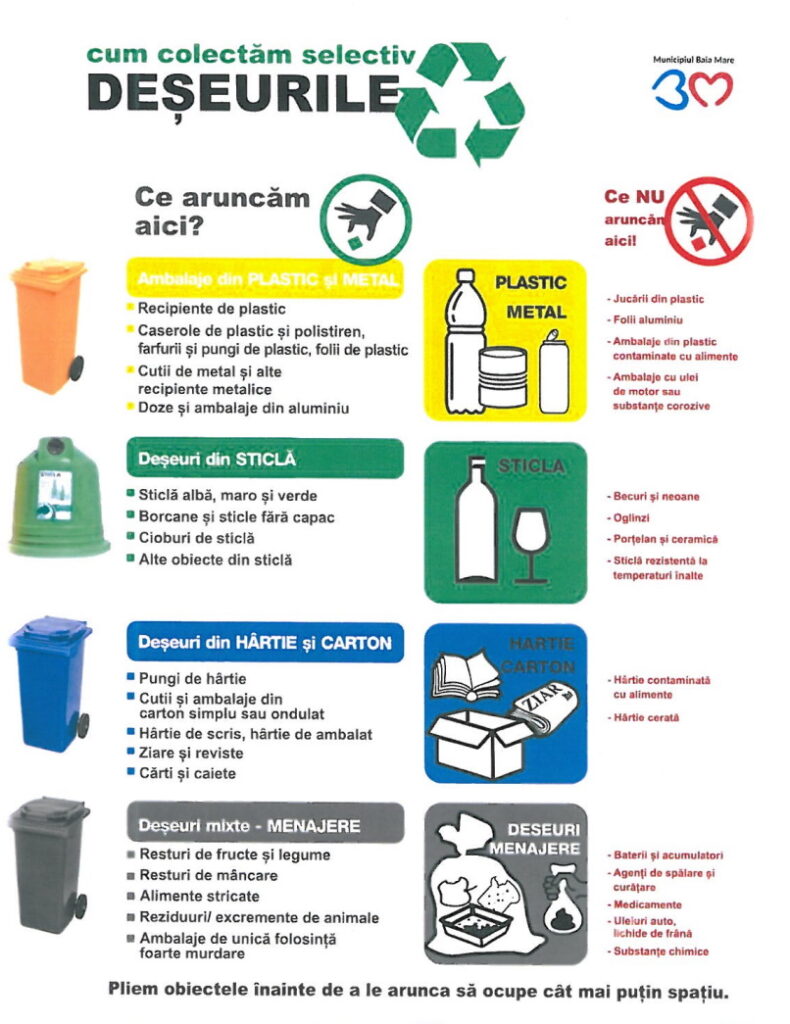 cum colectăm selectiv
DEȘEURILE
Municipiul Baia Mare
Ce aruncăm
aici?
Ce NU
aruncăm
aici!
Ambalaje din PLASTIC și METAL
Recipiente de plastic
Caserole de plastic și polistiren,
farfurii și pungi de plastic, folii de plastic
Cutii de metal și alte
recipiente metalice
Doze și ambalaje din aluminiu
PLASTIC
METAL
- Jucării din plastic
- Folii aluminiu
- Ambalaje din plastic
contaminate cu alimente
- Ambalaje cu ulei
de motor sau
substanțe corozive
STICLA
Deșeuri din STICLĂ
Sticlă albă, maro și verde
Borcane și sticle fără capac
Cioburi de sticlă
Alte obiecte din sticlă
STICLA
- Becuri și neoane
- Oglinzi
- Porțelan și ceramică
- Sticlă rezistentă la
temperaturi înalte
Deșeuri din HÂRTIE și CARTON
Pungi de hârtie
Cutii și ambalaje din
carton simplu sau ondulat
Hârtie de scris, hârtie de ambalat
Ziare și reviste
Cărti și caiete
HARTIE
CARTON
ZIAR
- Hârtie contaminată
cu alimente
- Hârtie cerată
Deșeuri mixte - MENAJERE
Resturi de fructe și legume
Resturi de mâncare
Alimente stricate
Reziduuri/ excremente de animale
Ambalaje de unică folosință
foarte murdare
DESEURI
MENAJERE
- Baterii și acumulatori
- Agenți de spălare și
curățare
- Medicamente
- Uleiuri auto,
lichide de frână
- Substanțe chimice
Pliem obiectele înainte de a le arunca să ocupe cât mai puțin spațiu.